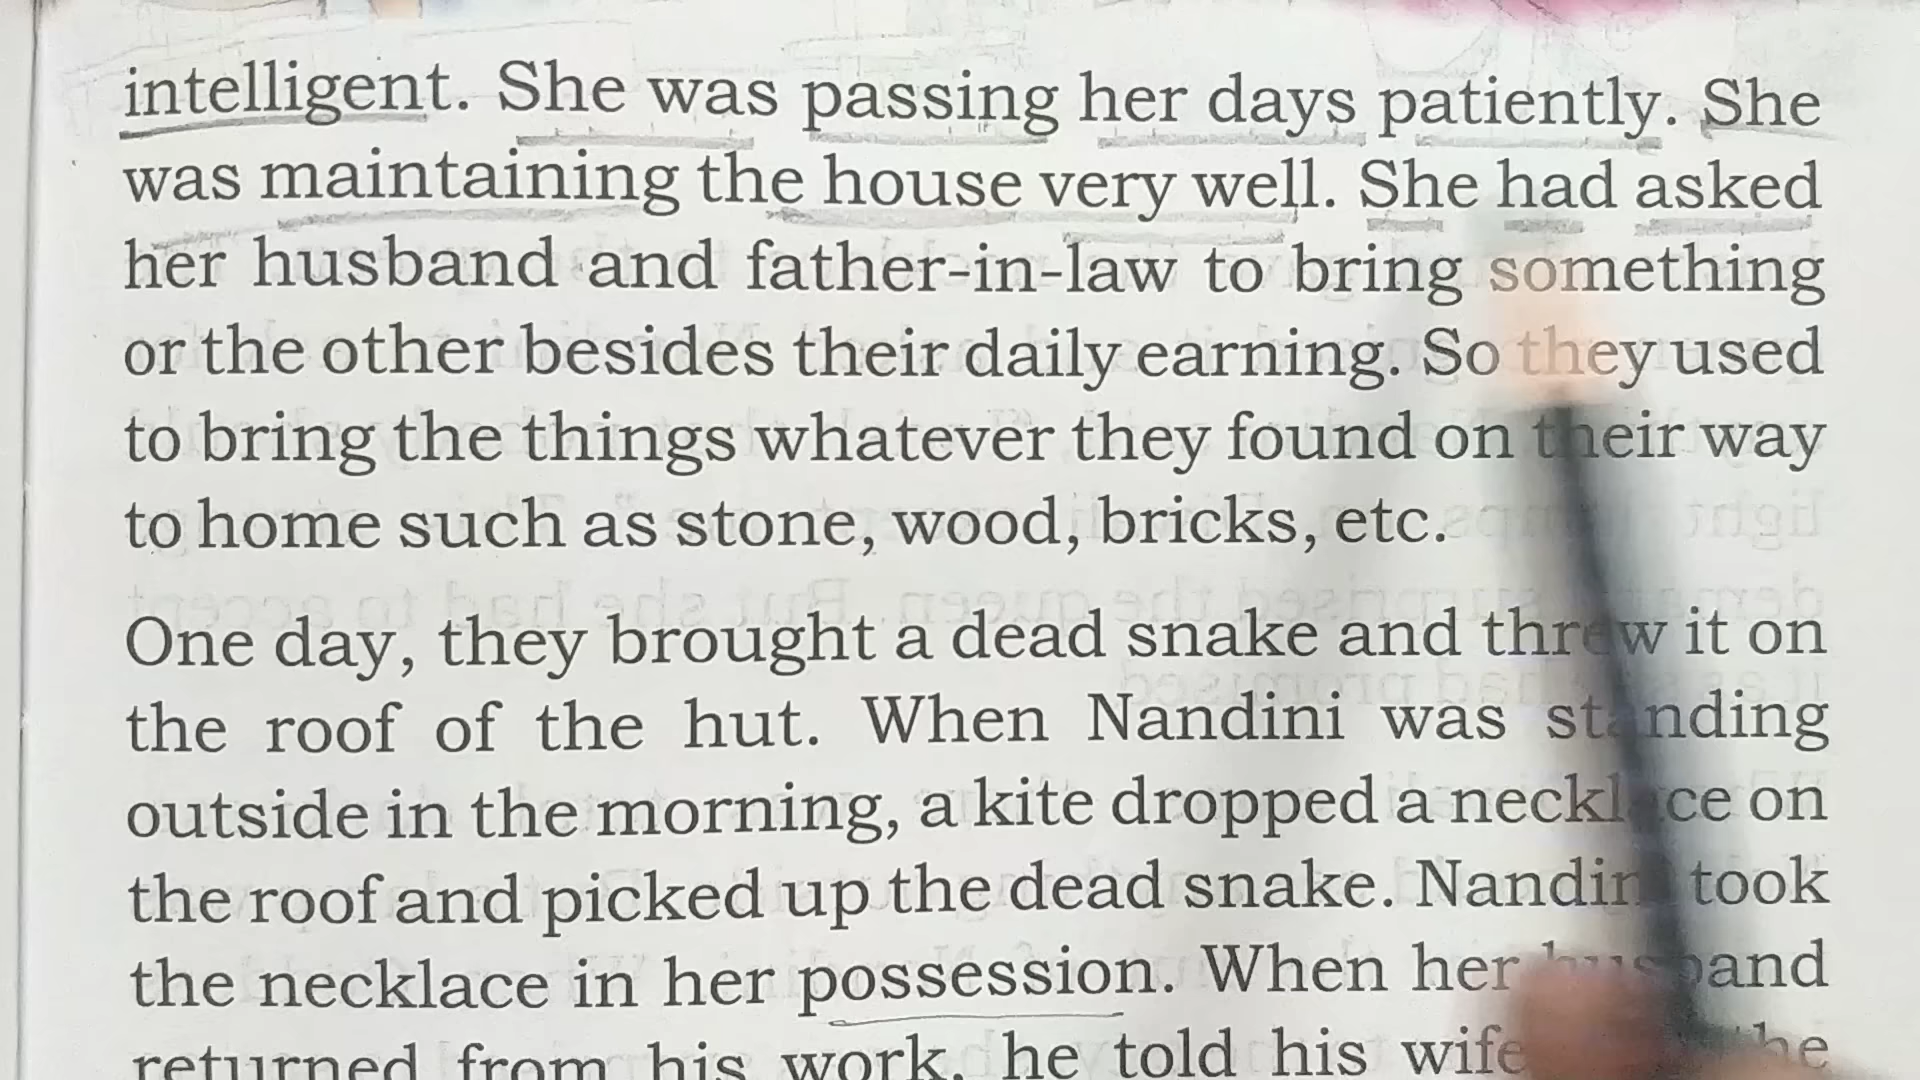 intelligent. She was passing her days patiently. She
was maintaining the house very well. She had asked
her husband and father-in-law to bring something
or the other besides their daily earning. So they used
to bring the things whatever they found on their way
to home such as stone, wood, bricks, etc.
One day, they brought a dead snake and threw it on
the roof of the hut. When Nandini was standing
outside in the morning, a kite dropped a necklace on
the roof and picked up the dead snake. Nandini took
the necklace in her possession. When her husband
returned from his work, he told his wife